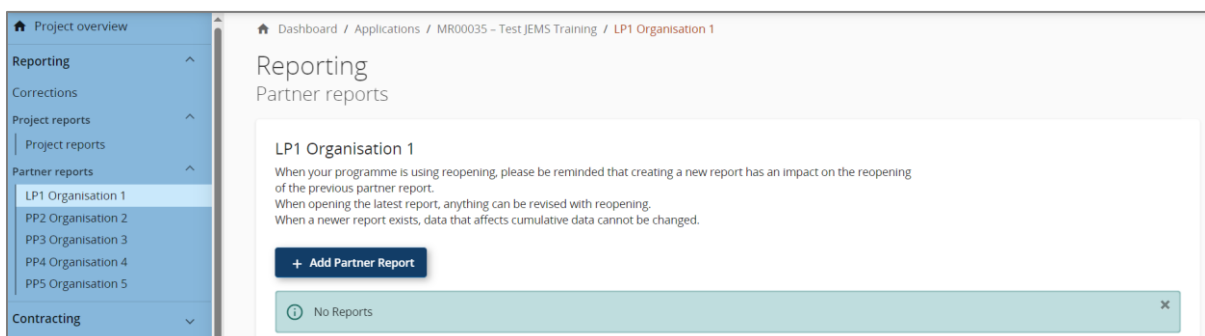 Project overview
Reporting
Corrections
Project reports
Project reports
Partner reports
LP1 Organisation 1
PP2 Organisation 2
PP3 Organisation 3
PP4 Organisation 4
PP5 Organisation 5
Contracting
Dashboard / Applications / MR00035 – Test JEMS Training / LP1 Organisation 1
Reporting
Partner reports
LP1 Organisation 1
When your programme is using reopening, please be reminded that creating a new report has an impact on the reopening
of the previous partner report.
When opening the latest report, anything can be revised with reopening.
When a newer report exists, data that affects cumulative data cannot be changed.
+ Add Partner Report
No Reports